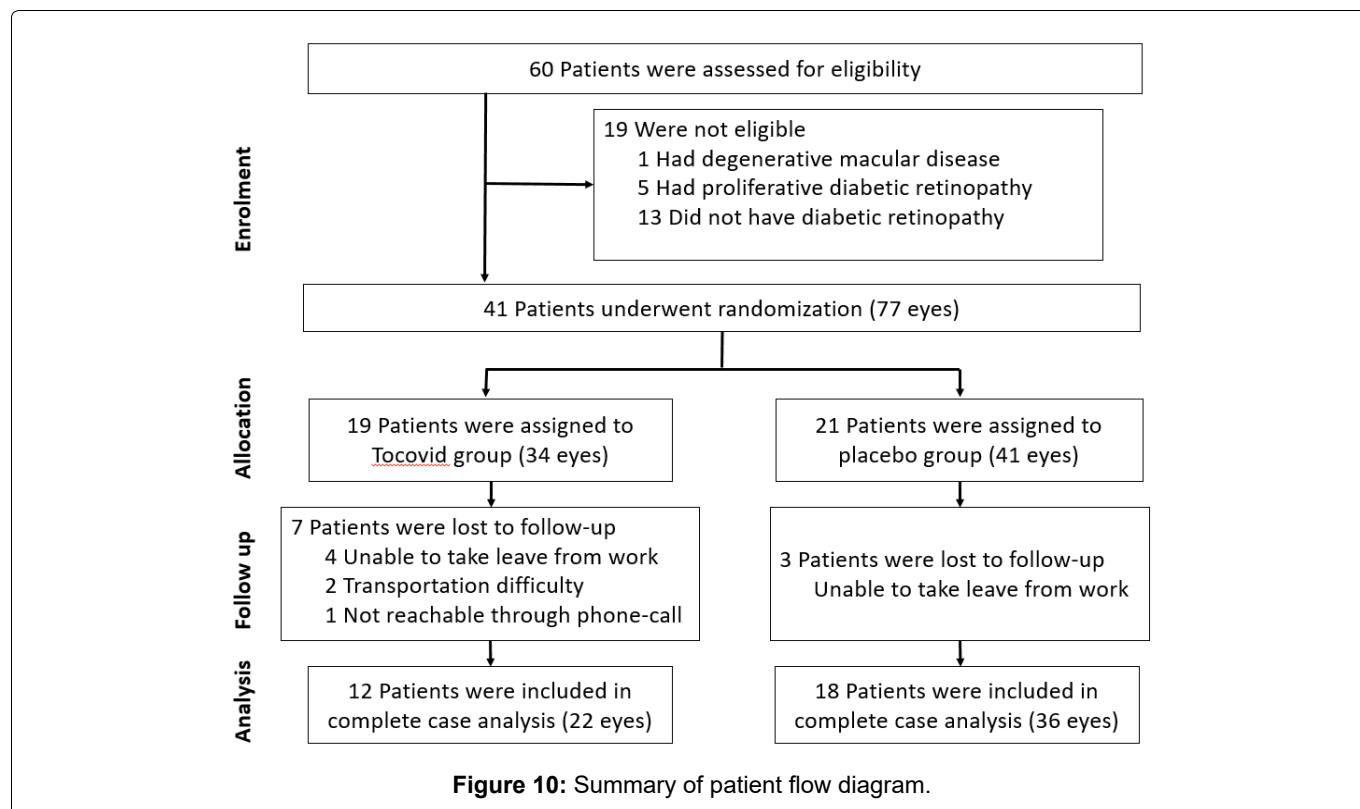 60 Patients were assessed for eligibility
Enrolment
19 Were not eligible
1 Had degenerative macular disease
5 Had proliferative diabetic retinopathy
13 Did not have diabetic retinopathy
41 Patients underwent randomization (77 eyes)
Allocation
19 Patients were assigned to
Tocovid group (34 eyes)
21 Patients were assigned to
placebo group (41 eyes)
Follow up
7 Patients were lost to follow-up
4 Unable to take leave from work
2 Transportation difficulty
1 Not reachable through phone-call
3 Patients were lost to follow-up
Unable to take leave from work
Analysis
12 Patients were included in
complete case analysis (22 eyes)
18 Patients were included in
complete case analysis (36 eyes)
Figure 10: Summary of patient flow diagram.